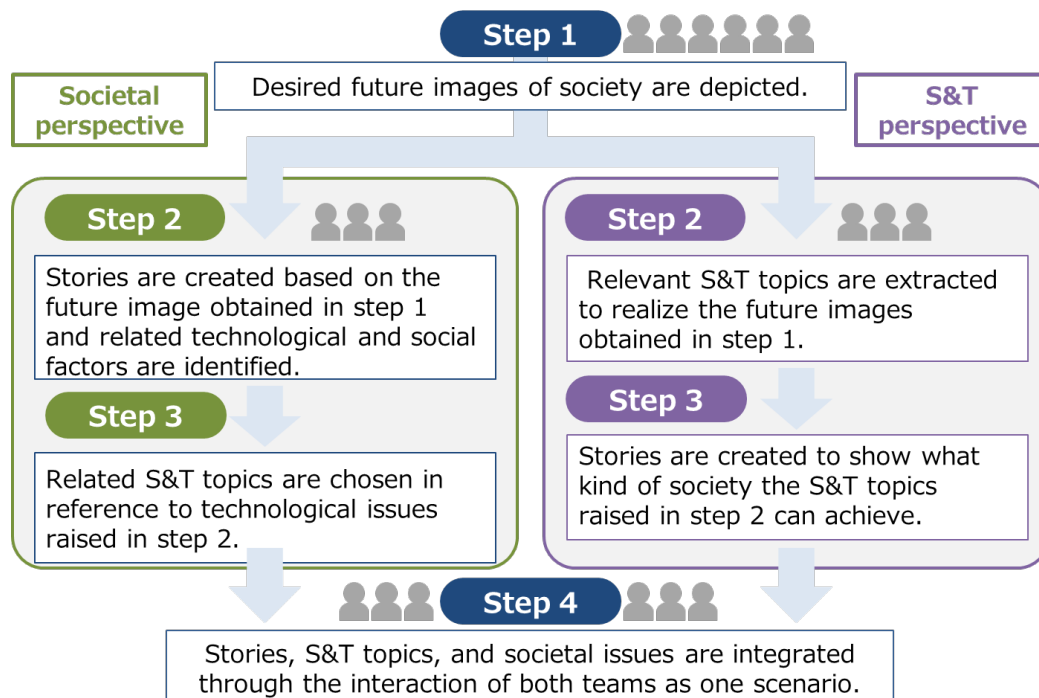 Step 1
Societal
perspective
Desired future images of society are depicted.
S&T
perspective
Step 2
Stories are created based on the
future image obtained in step 1
and related technological and social
factors are identified.
Step 3
Related S&T topics are chosen in
reference to technological issues
raised in step 2.
Step 2
Relevant S&T topics are extracted
to realize the future images
obtained in step 1.
Step 3
Stories are created to show what
kind of society the S&T topics
raised in step 2 can achieve.
Step 4
Stories, S&T topics, and societal issues are integrated
through the interaction of both teams as one scenario.